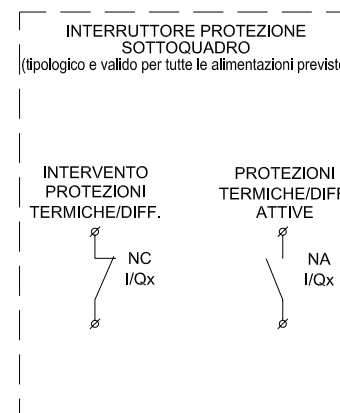 INTERRUTTORE PROTEZIONE
SOTTOQUADRO
(tipologico e valido per tutte le alimentazioni previst
INTERVENTO
PROTEZIONI
TERMICHE/DIFF.
NC
I/Qx
PROTEZIONI
TERMICHE/DIF
ATTIVE
NA
I/Qx